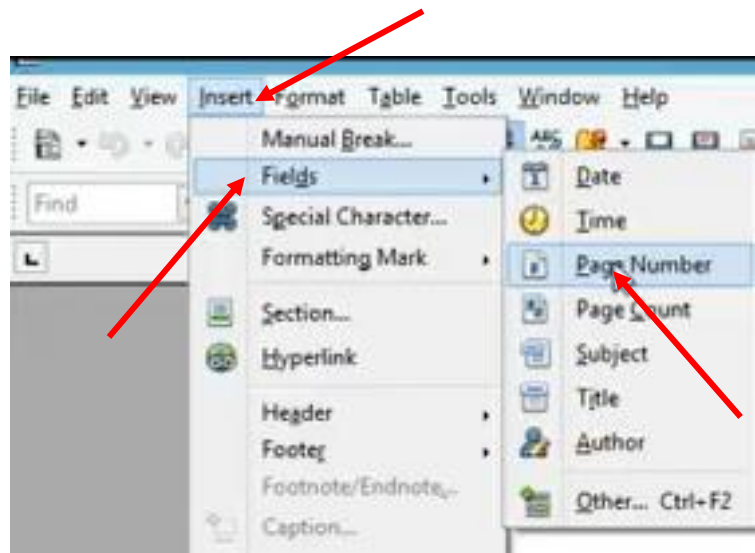 File Edit View Insert Format Table Tools Window Help
Manual Break...
Find
Fields
Date
Special Character...
Time
Formatting Mark
Page Number
Section...
Page Count
Hyperlink
Subject
Title
Header
Author
Footer
Footnote/Endnote...
Other... Ctrl+F2
Caption...